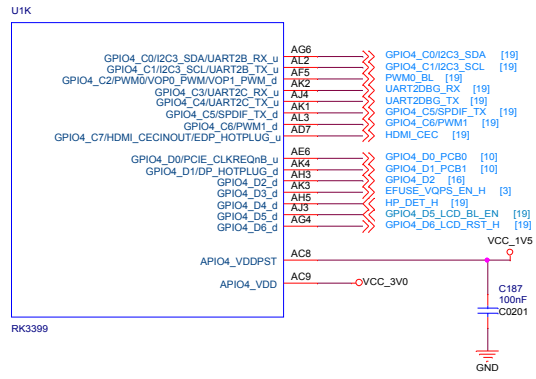 U1K
GPIO4_C0/I2C3_SDA/UART2B_RX_u AG6 GPIO4_C0/I2C3_SDA [19]
GPIO4_C1/I2C3_SCL/UART2B_TX_u AL2 GPIO4_C1/I2C3_SCL [19]
GPIO4_C2/PWM0/VOP0_PWM/VOP1_PWM_d AF5 PWM0_BL [19]
GPIO4_C3/UART2C_RX_u AK2 UART2DBG_RX [19]
GPIO4_C4/UART2C_TX_u AJ4 UART2DBG_TX [19]
GPIO4_C5/SPDIF_TX_d AK1 GPIO4_C5/SPDIF_TX [19]
GPIO4_C6/PWM1_d AL3 GPIO4_C6/PWM1 [19]
GPIO4_C7/HDMI_CECINOUT/EDP_HOTPLUG_u AD7 HDMI_CEC [19]
GPIO4_D0/PCIE_CLKREQnB_u AE6 GPIO4_D0_PCB0 [10]
GPIO4_D1/DP_HOTPLUG_d AK4 GPIO4_D1_PCB1 [10]
GPIO4_D2_d AH3 GPIO4_D2 [16]
GPIO4_D3_d AK3 EFUSE_VQPS_EN_H [3]
GPIO4_D4_d AH5 HP_DET_H [19]
GPIO4_D5_d AJ3 GPIO4_D5_LCD_BL_EN [19]
GPIO4_D6_d AG4 GPIO4_D6_LCD_RST_H [19]
VCC_1V5
APIO4_VDDPST AC8
APIO4_VDD AC9 VCC_3V0
C187
100nF
C0201
RK3399
GND